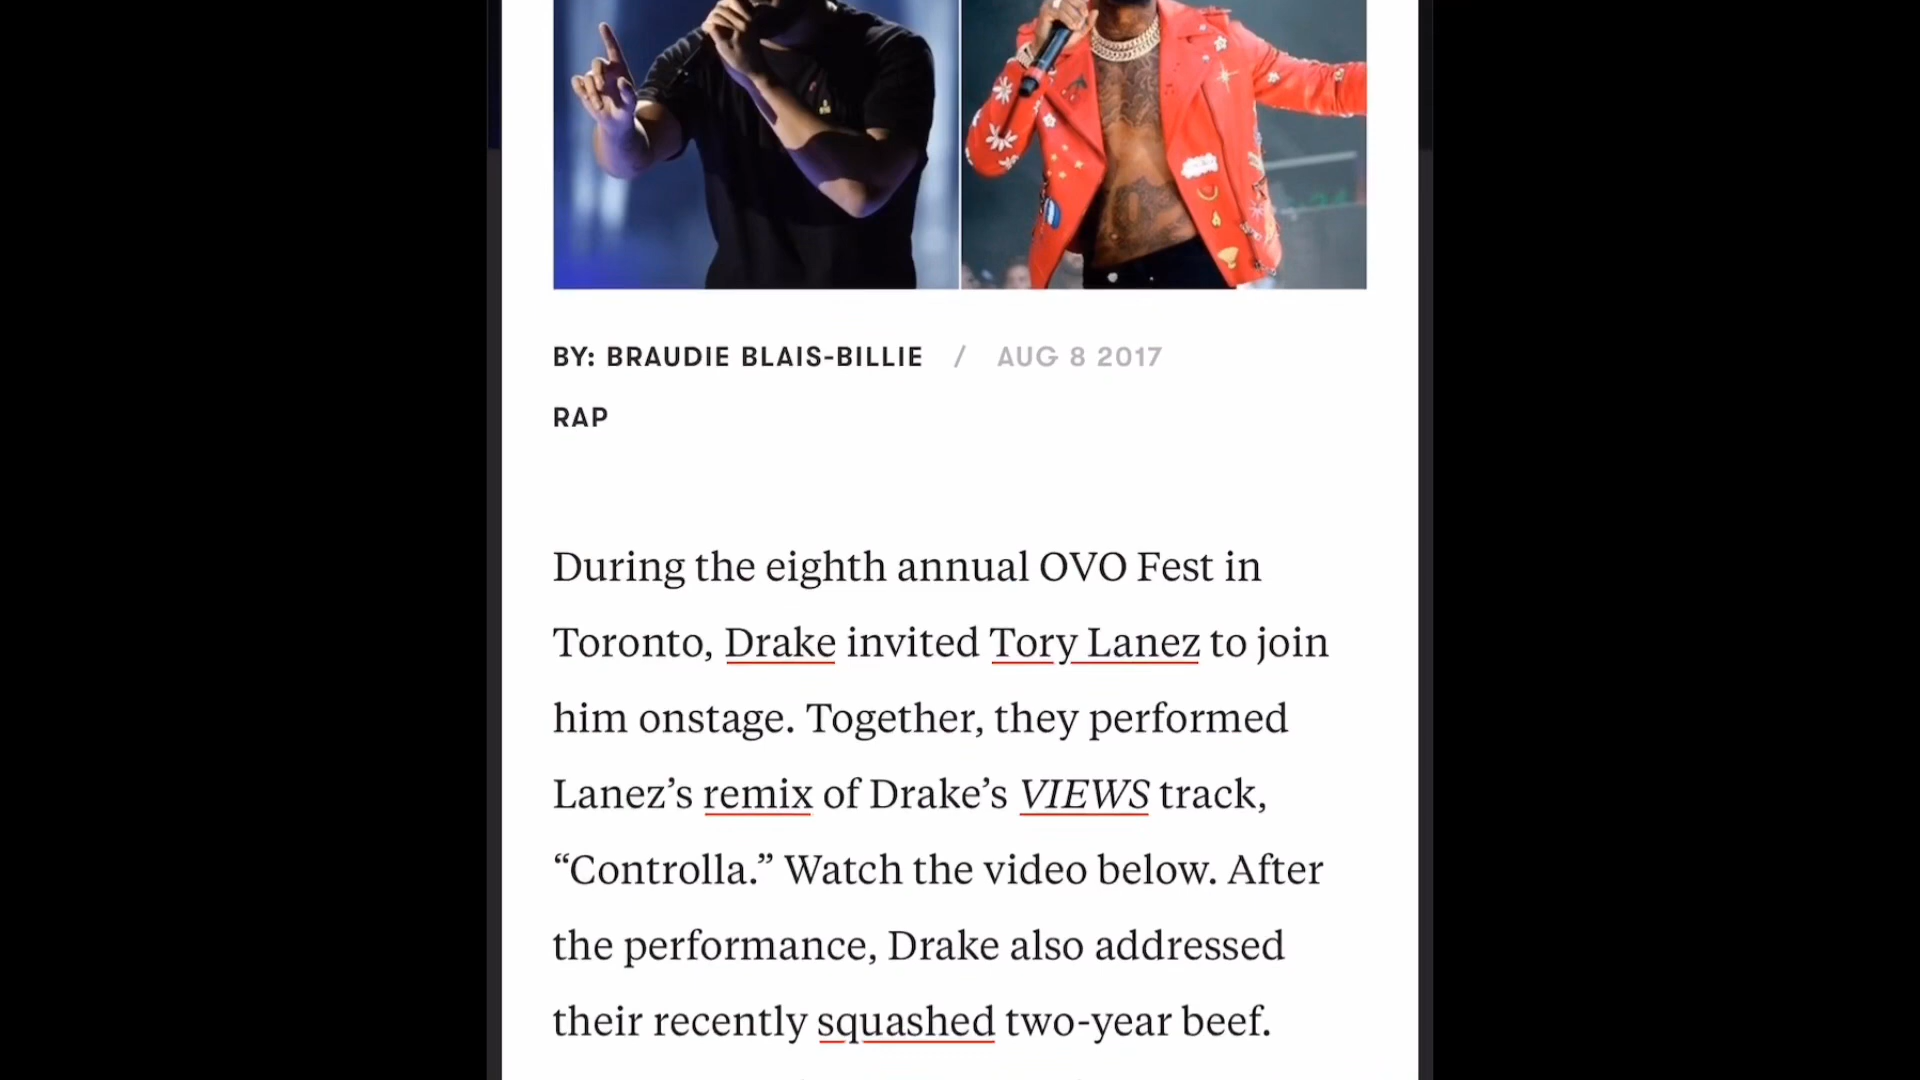 BY: BRAUDIE BLAIS-BILLIE / AUG 8 2017
RAP
During the eighth annual OVO Fest in
Toronto, Drake invited Tory Lanez to join
him onstage. Together, they performed
Lanez’s remix of Drake’s VIEWS track,
“Controlla.” Watch the video below. After
the performance, Drake also addressed
their recently squashed two-year beef.